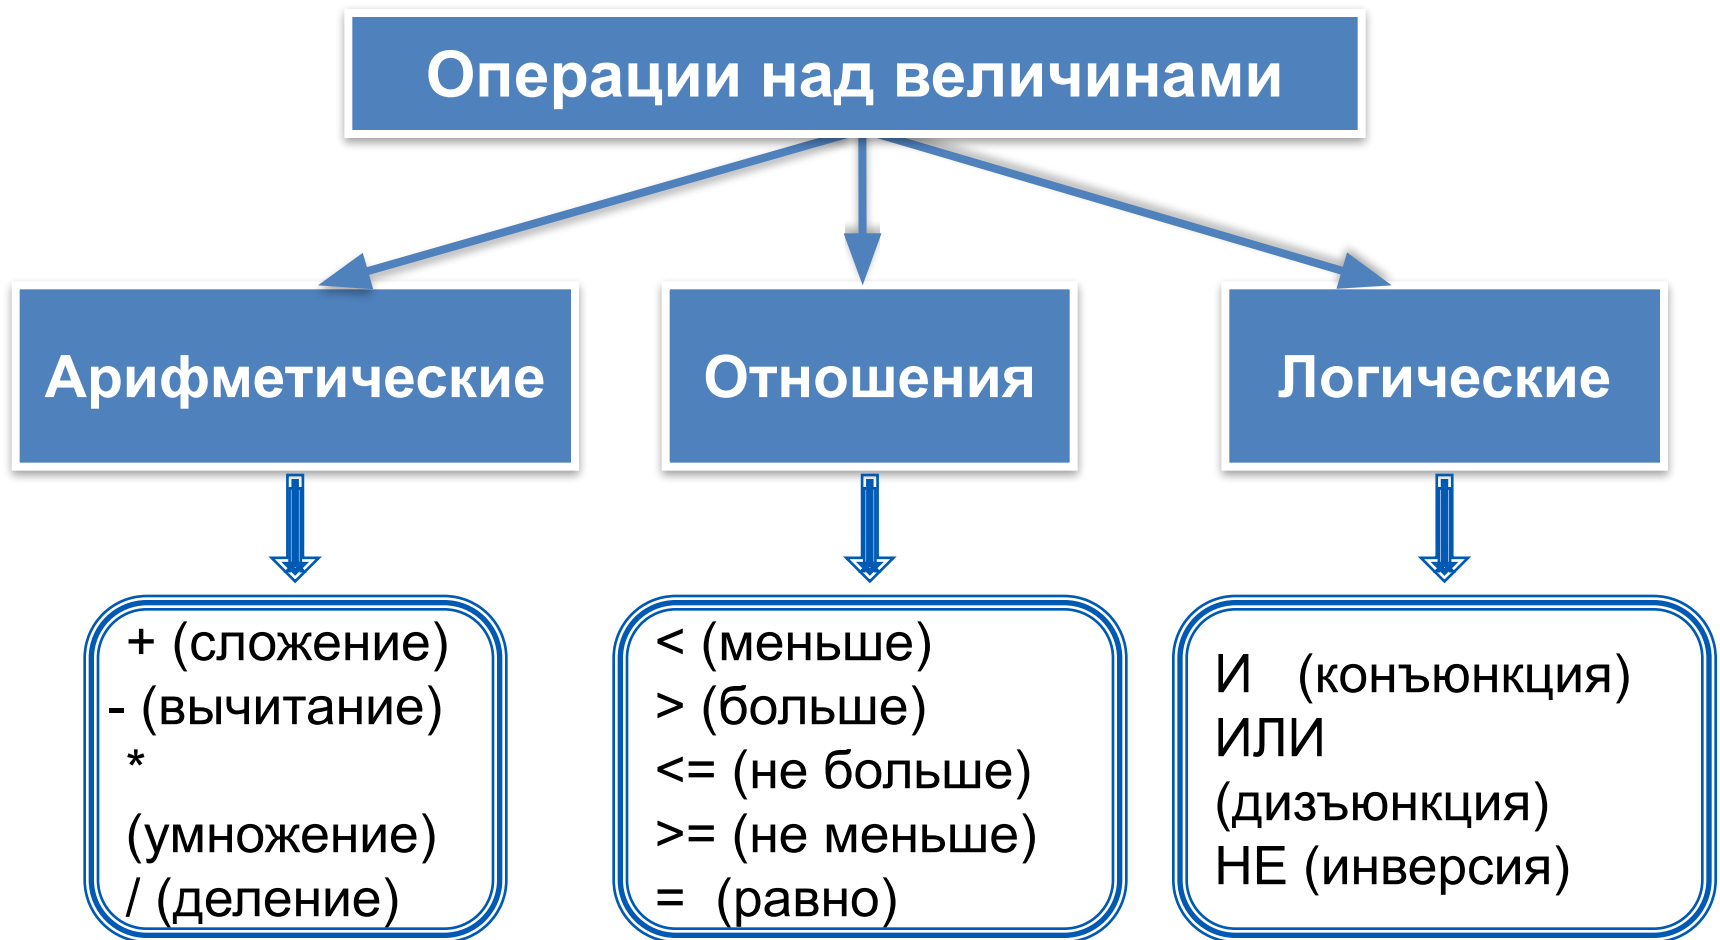 Операции над величинами
Арифметические
Отношения
Логические
+ (сложение)
- (вычитание)
*
(умножение)
/ (деление)
< (меньше)
> (больше)
<= (не больше)
>= (не меньше)
= (равно)
И (конъюнкция)
ИЛИ
(дизъюнкция)
НЕ (инверсия)